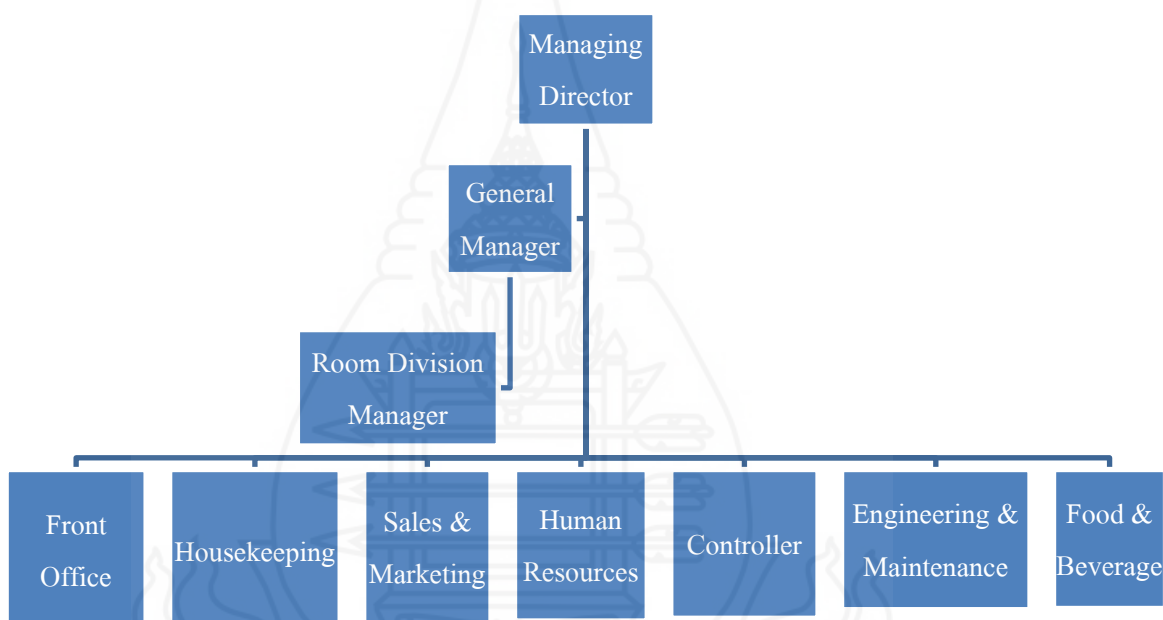 Managing
Director
General
Manager
Room Division
Manager
Front
Office
Housekeeping
Sales &
Marketing
Human
Resources
Controller
Engineering &
Maintenance
Food &
Beverage